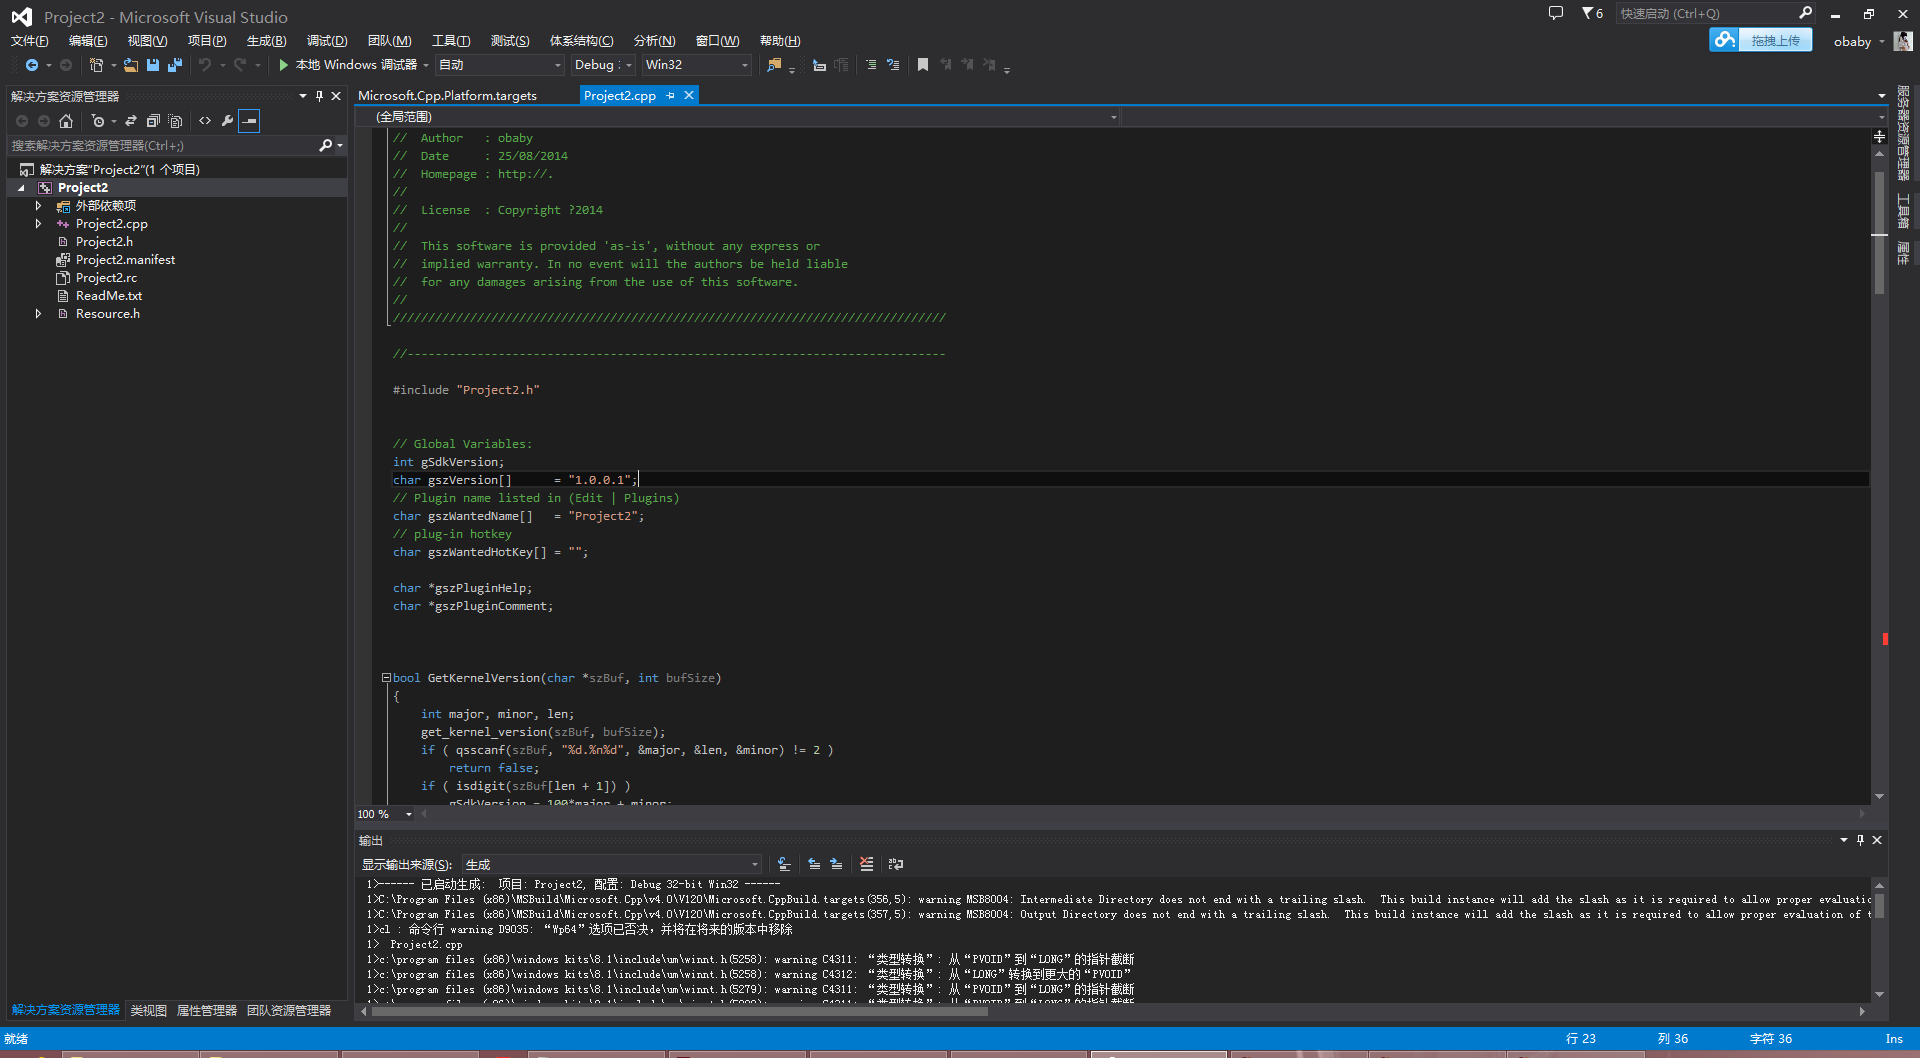 Project2 - Microsoft Visual Studio
6
快速启动 (Ctrl+Q)
文件(F) 编辑(E) 视图(V) 项目(P) 生成(B) 调试(D) 团队(M) 工具(T) 测试(S) 体系结构(C) 分析(N) 窗口(W) 帮助(H)
拖拽上传
obaby
本地 Windows 调试器 自动 Debug Win32
解决方案资源管理器
搜索解决方案资源管理器(Ctrl+;)
解决方案"Project2"(1 个项目)
Project2
外部依赖项
Project2.cpp
Project2.h
Project2.manifest
Project2.rc
ReadMe.txt
Resource.h
解决方案资源管理器 类视图 属性管理器 团队资源管理器
Microsoft.Cpp.Platform.targets Project2.cpp
(全局范围)
// Author : obaby
// Date : 25/08/2014
// Homepage : http://.
//
// License : Copyright ?2014
//
// This software is provided 'as-is', without any express or
// implied warranty. In no event will the authors be held liable
// for any damages arising from the use of this software.
//
///////////////////////////////////////////////////////////////////////////////
//-----------------------------------------------------------------------------
#include "Project2.h"
// Global Variables:
int gSdkVersion;
char gszVersion[] = "1.0.0.1";
// Plugin name listed in (Edit | Plugins)
char gszWantedName[] = "Project2";
// plug-in hotkey
char gszWantedHotKey[] = "";
char *gszPluginHelp;
char *gszPluginComment;
bool GetKernelVersion(char *szBuf, int bufSize)
{
int major, minor, len;
get_kernel_version(szBuf, bufSize);
if ( qsscanf(szBuf, "%d.%n%d", &major, &len, &minor) != 2 )
return false;
if ( isdigit(szBuf[len + 1]) )
gSdkVersion = 100*major + minor;
100 %
服务器资源管理器
工具箱
属性
输出
显示输出来源(S): 生成
1>------ 已启动生成: 项目: Project2, 配置: Debug 32-bit Win32 ------
1>C:\Program Files (x86)\MSBuild\Microsoft.Cpp\v4.0\V120\Microsoft.CppBuild.targets(356,5): warning MSB8004: Intermediate Directory does not end with a trailing slash. This build instance will add the slash as it is required to allow proper evaluatio
1>C:\Program Files (x86)\MSBuild\Microsoft.Cpp\v4.0\V120\Microsoft.CppBuild.targets(357,5): warning MSB8004: Output Directory does not end with a trailing slash. This build instance will add the slash as it is required to allow proper evaluation of t
1>cl : 命令行 warning D9035: “Wp64”选项已否决，并将在将来的版本中移除
1> Project2.cpp
1>c:\program files (x86)\windows kits\8.1\include\um\winnt.h(5258): warning C4311: “类型转换”: 从“PVOID”到“LONG”的指针截断
1>c:\program files (x86)\windows kits\8.1\include\um\winnt.h(5258): warning C4312: “类型转换”: 从“LONG”转换到更大的“PVOID”
1>c:\program files (x86)\windows kits\8.1\include\um\winnt.h(5279): warning C4311: “类型转换”: 从“PVOID”到“LONG”的指针截断
就绪
行 23 列 36 字符 36 Ins